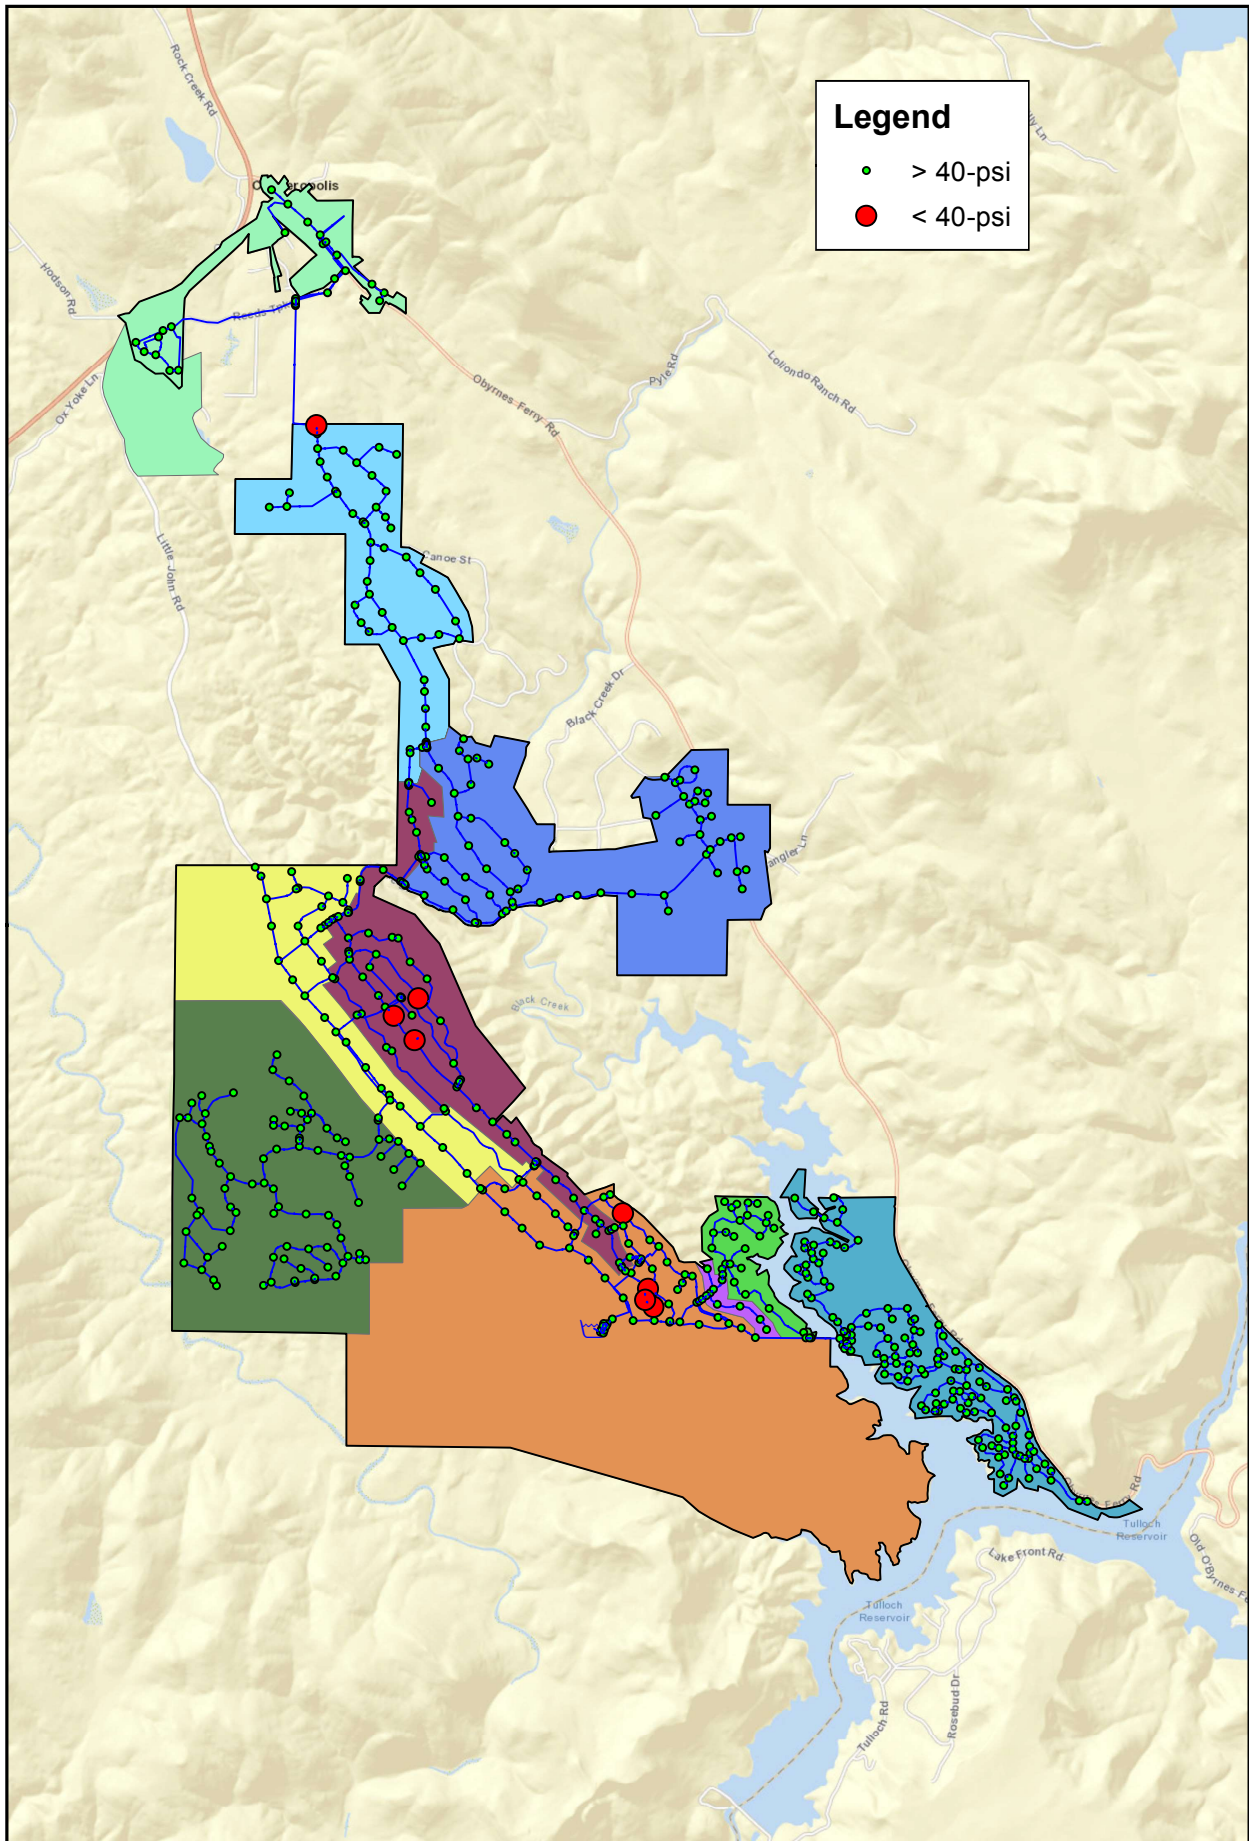 Rock Creek Rd
Legend
> 40-psi
< 40-psi
Hodson Rd
Ox Yoke Ln
Obyrnes Ferry Rd
Pyle Rd
Lolondo Ranch Rd
Little John Rd
Canoe St
Black Creek Dr
Black Creek
Tulloch
Reservoir
Old O'Byrnes
Lake Front Rd
Tulloch
Reservoir
Tulloch Rd
Rosebud Dr